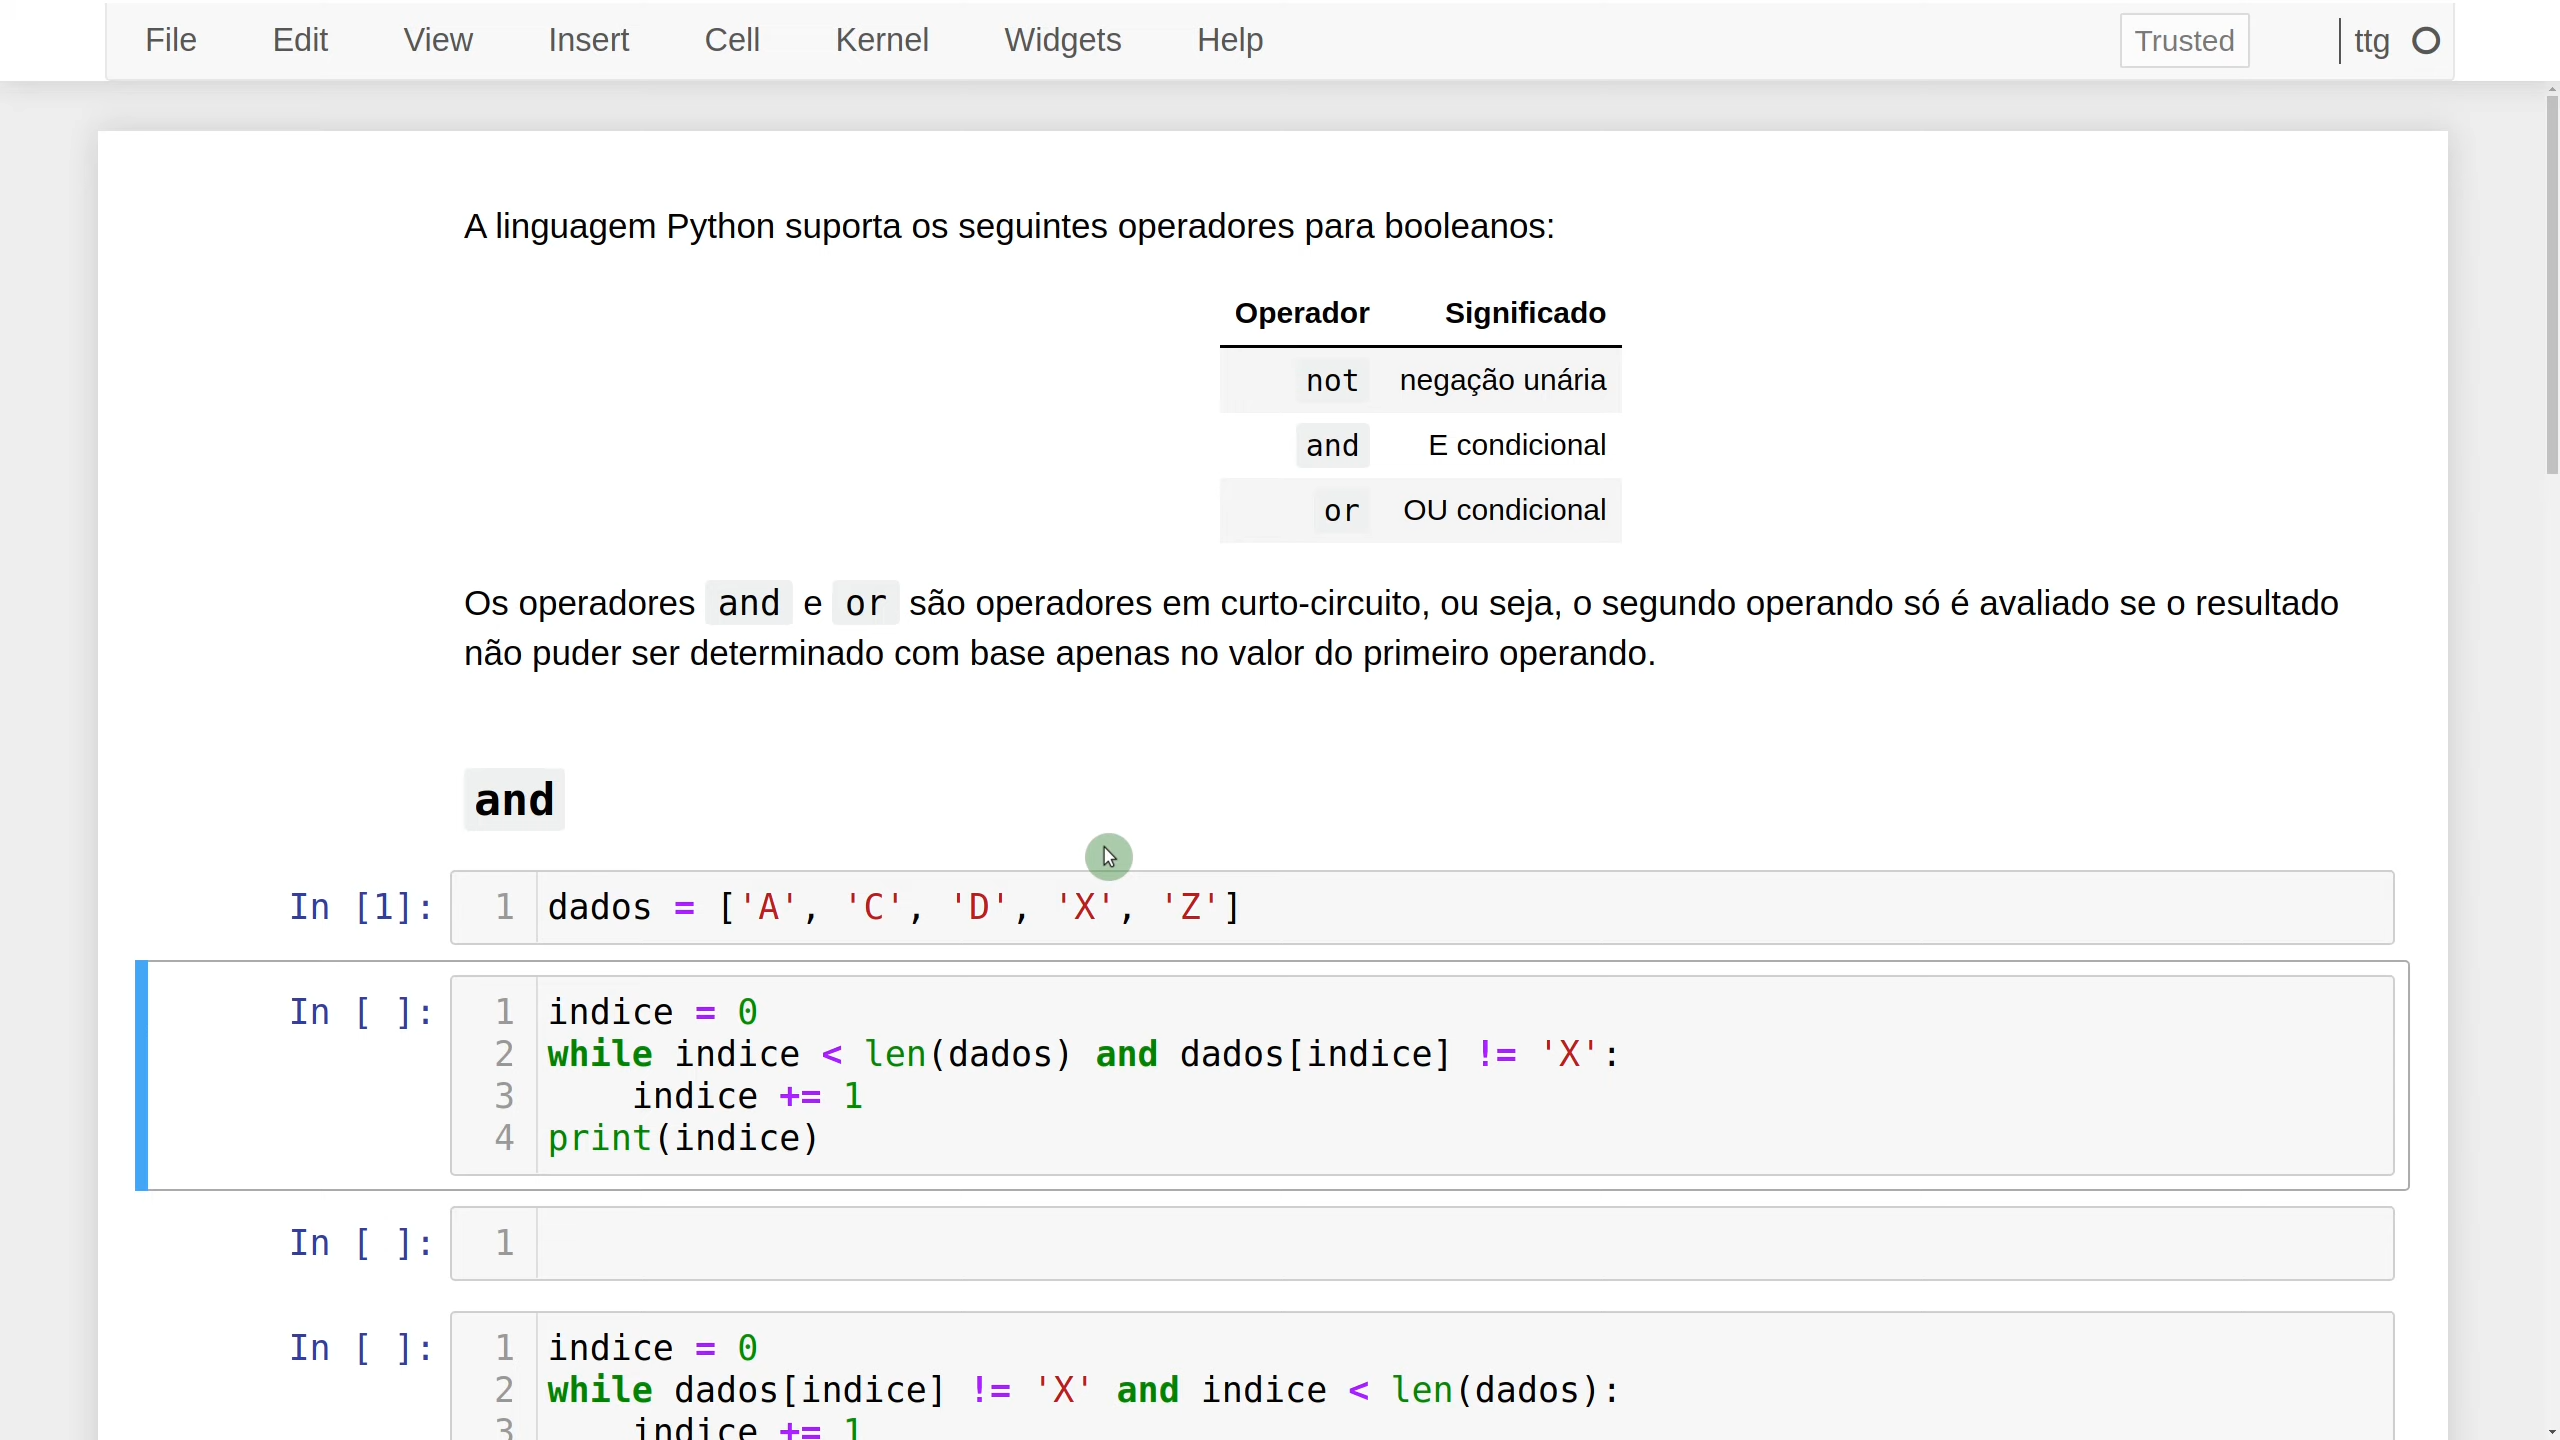 File Edit View Insert Cell Kernel Widgets Help Trusted ttg
A linguagem Python suporta os seguintes operadores para booleanos:
Operador Significado
not negação unária
and E condicional
or OU condicional
Os operadores and e or são operadores em curto-circuito, ou seja, o segundo operando só é avaliado se o resultado
não puder ser determinado com base apenas no valor do primeiro operando.
and
In [1]: 1 dados = ['A', 'C', 'D', 'X', 'Z']
In [ ]: 1 indice = 0
2 while indice < len(dados) and dados[indice] != 'X':
3     indice += 1
4 print(indice)
In [ ]: 1
In [ ]: 1 indice = 0
2 while dados[indice] != 'X' and indice < len(dados):
3     indice += 1